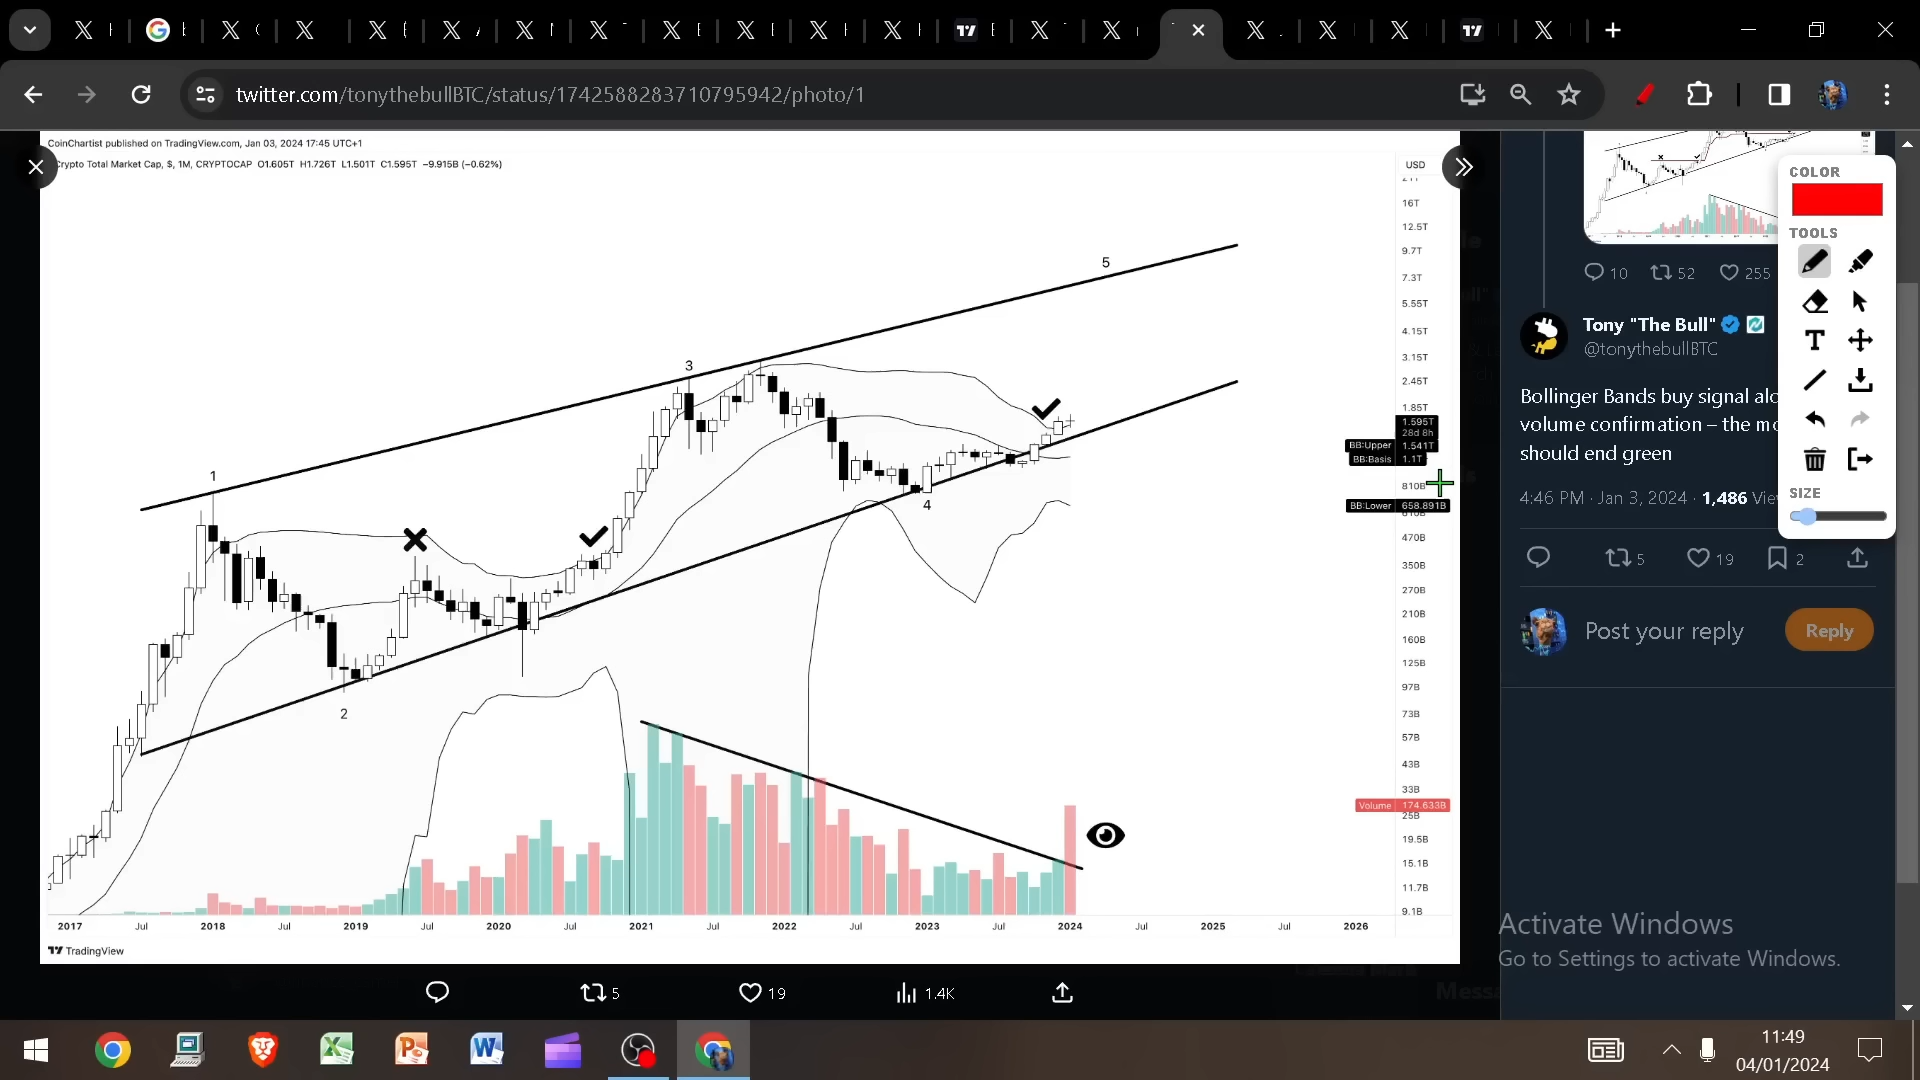 twitter.com/tonythebullBTC/status/1742588283710795942/photo/1
CoinChartist published on TradingView.com, Jan 03, 2024 17:45 UTC+1
Crypto Total Market Cap, $, 1M, CRYPTOCAP O1.605T H1.726T L1.501T C1.595T −9.915B (−0.62%)
USD
16T
12.5T
9.7T
7.3T
5.55T
4.15T
3.15T
2.45T
1.85T
1.595T
28d 8h
BB:Upper 1.541T
BB:Basis 1.1T
810B
BB:Lower 658.891B
470B
350B
270B
210B
160B
125B
97B
73B
57B
43B
33B
Volume 174.633B
25B
19.5B
15.1B
11.7B
9.1B
1
2
3
4
5
2017 Jul 2018 Jul 2019 Jul 2020 Jul 2021 Jul 2022 Jul 2023 Jul 2024 Jul 2025 Jul 2026
TradingView
5 19 1.4K
10 52 255
Tony "The Bull"
@tonythebullBTC
Bollinger Bands buy signal
volume confirmation – the
should end green
4:46 PM · Jan 3, 2024 · 1,486
5 19 2
Post your reply
Reply
COLOR
TOOLS
SIZE
Activate Windows
Go to Settings to activate Windows.
11:49
04/01/2024